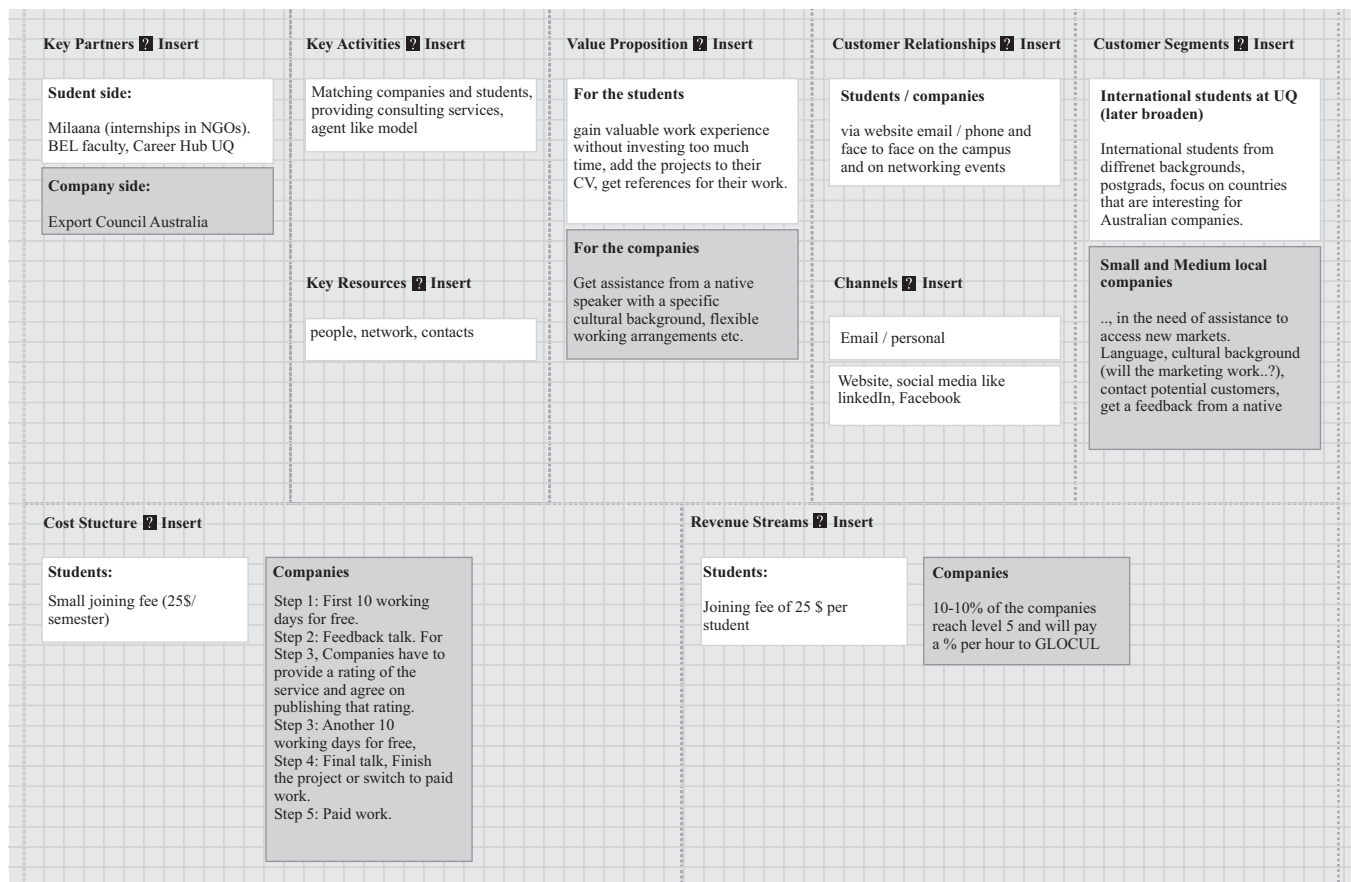 Key Partners ? Insert
Sudent side:
Milaana (internships in NGOs).
BEL faculty, Career Hub UQ
Company side:
Export Council Australia
Key Activities ? Insert
Matching companies and students,
providing consulting services,
agent like model
Key Resources ? Insert
people, network, contacts
Value Proposition ? Insert
For the students
gain valuable work experience
without investing too much
time, add the projects to their
CV, get references for their work.
For the companies
Get assistance from a native
speaker with a specific
cultural background, flexible
working arrangements etc.
Customer Relationships ? Insert
Students / companies
via website email / phone and
face to face on the campus
and on networking events
Channels ? Insert
Email / personal
Website, social media like
linkedIn, Facebook
Customer Segments ? Insert
International students at UQ
(later broaden)
International students from
diffrenet backgrounds,
postgrads, focus on countries
that are interesting for
Australian companies.
Small and Medium local
companies
.., in the need of assistance to
access new markets.
Language, cultural background
(will the marketing work..?),
contact potential customers,
get a feedback from a native
Cost Stucture ? Insert
Students:
Small joining fee (25$/
semester)
Companies
Step 1: First 10 working
days for free.
Step 2: Feedback talk. For
Step 3, Companies have to
provide a rating of the
service and agree on
publishing that rating.
Step 3: Another 10
working days for free,
Step 4: Final talk, Finish
the project or switch to paid
work.
Step 5: Paid work.
Revenue Streams ? Insert
Students:
Joining fee of 25 $ per
student
Companies
10-10% of the companies
reach level 5 and will pay
a % per hour to GLOCUL